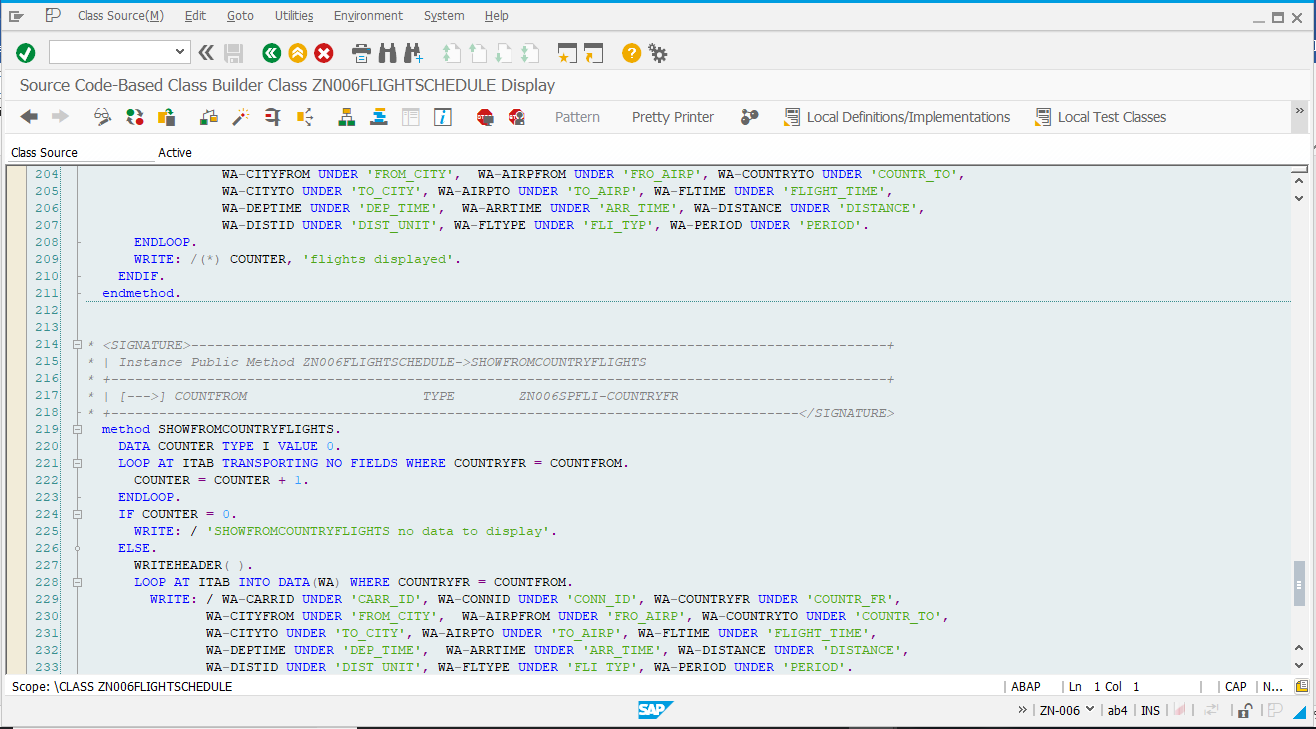 Class Source(M) Edit Goto Utilities Environment System Help
Source Code-Based Class Builder Class ZN006FLIGHTSCHEDULE Display
Pattern Pretty Printer Local Definitions/Implementations Local Test Classes
Class Source Active
204 WA-CITYFROM UNDER 'FROM_CITY', WA-AIRPFROM UNDER 'FRO_AIRP', WA-COUNTRYTO UNDER 'COUNTR_TO',
205 WA-CITYTO UNDER 'TO_CITY', WA-AIRPTO UNDER 'TO_AIRP', WA-FLTIME UNDER 'FLIGHT_TIME',
206 WA-DEPTIME UNDER 'DEP_TIME', WA-ARRTIME UNDER 'ARR_TIME', WA-DISTANCE UNDER 'DISTANCE',
207 WA-DISTID UNDER 'DIST_UNIT', WA-FLTYPE UNDER 'FLI_TYP', WA-PERIOD UNDER 'PERIOD'.
208 ENDLOOP.
209 WRITE: /(*) COUNTER, 'flights displayed'.
210 ENDIF.
211 endmethod.
212
213
214 * <SIGNATURE>---------------------------------------------------------------------------------------+
215 * | Instance Public Method ZN006FLIGHTSCHEDULE->SHOWFROMCOUNTRYFLIGHTS
216 * +-------------------------------------------------------------------------------------------------+
217 * | [--->] COUNTFROM TYPE ZN006SPFLI-COUNTRYFR
218 * +--------------------------------------------------------------------------------------</SIGNATURE>
219 method SHOWFROMCOUNTRYFLIGHTS.
220 DATA COUNTER TYPE I VALUE 0.
221 LOOP AT ITAB TRANSPORTING NO FIELDS WHERE COUNTRYFR = COUNTFROM.
222 COUNTER = COUNTER + 1.
223 ENDLOOP.
224 IF COUNTER = 0.
225 WRITE: / 'SHOWFROMCOUNTRYFLIGHTS no data to display'.
226 ELSE.
227 WRITEHEADER( ).
228 LOOP AT ITAB INTO DATA(WA) WHERE COUNTRYFR = COUNTFROM.
229 WRITE: / WA-CARRID UNDER 'CARR_ID', WA-CONNID UNDER 'CONN_ID', WA-COUNTRYFR UNDER 'COUNTR_FR',
230 WA-CITYFROM UNDER 'FROM_CITY', WA-AIRPFROM UNDER 'FRO_AIRP', WA-COUNTRYTO UNDER 'COUNTR_TO',
231 WA-CITYTO UNDER 'TO_CITY', WA-AIRPTO UNDER 'TO_AIRP', WA-FLTIME UNDER 'FLIGHT_TIME',
232 WA-DEPTIME UNDER 'DEP_TIME', WA-ARRTIME UNDER 'ARR_TIME', WA-DISTANCE UNDER 'DISTANCE',
233 WA-DISTID UNDER 'DIST_UNIT', WA-FLTYPE UNDER 'FLI_TYP', WA-PERIOD UNDER 'PERIOD'.
Scope: \CLASS ZN006FLIGHTSCHEDULE ABAP Ln 1 Col 1 CAP N...
SAP » ZN-006 ab4 INS